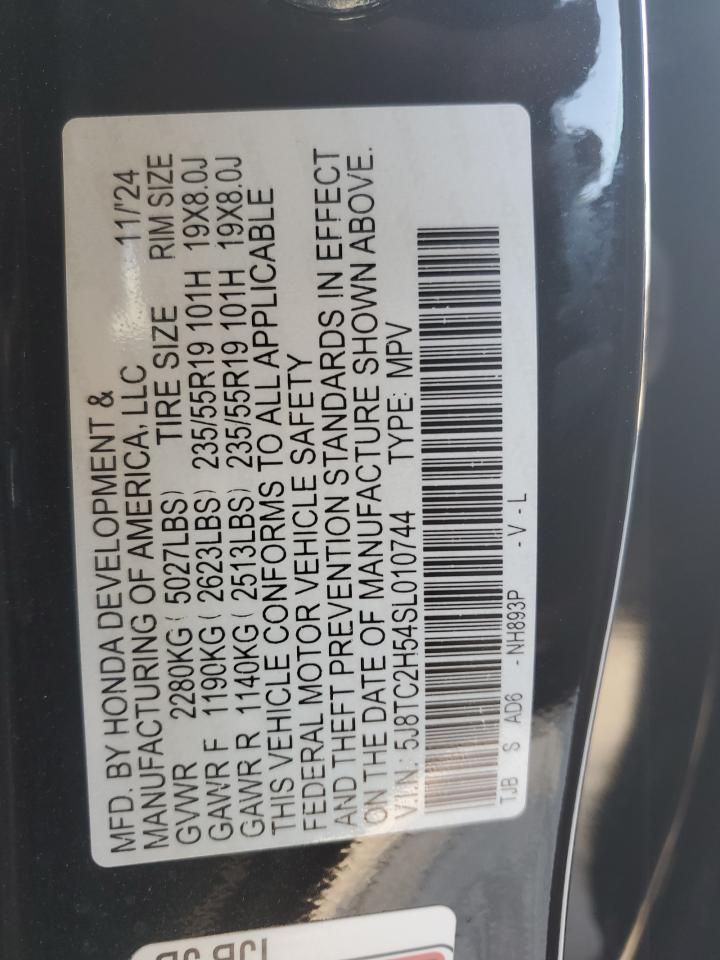 MFD. BY HONDA DEVELOPMENT &
MANUFACTURING OF AMERICA, LLC 11/'24
GVWR 2280KG ( 5027LBS) TIRE SIZE RIM SIZE
GAWR F 1190KG ( 2623LBS) 235/55R19 101H 19X8.0J
GAWR R 1140KG ( 2513LBS) 235/55R19 101H 19X8.0J
THIS VEHICLE CONFORMS TO ALL APPLICABLE
FEDERAL MOTOR VEHICLE SAFETY
AND THEFT PREVENTION STANDARDS IN EFFECT
ON THE DATE OF MANUFACTURE SHOWN ABOVE.
V.I.N.: 5J8TC2H54SL010744 TYPE: MPV
TJB S AD6 -NH893P -V-L